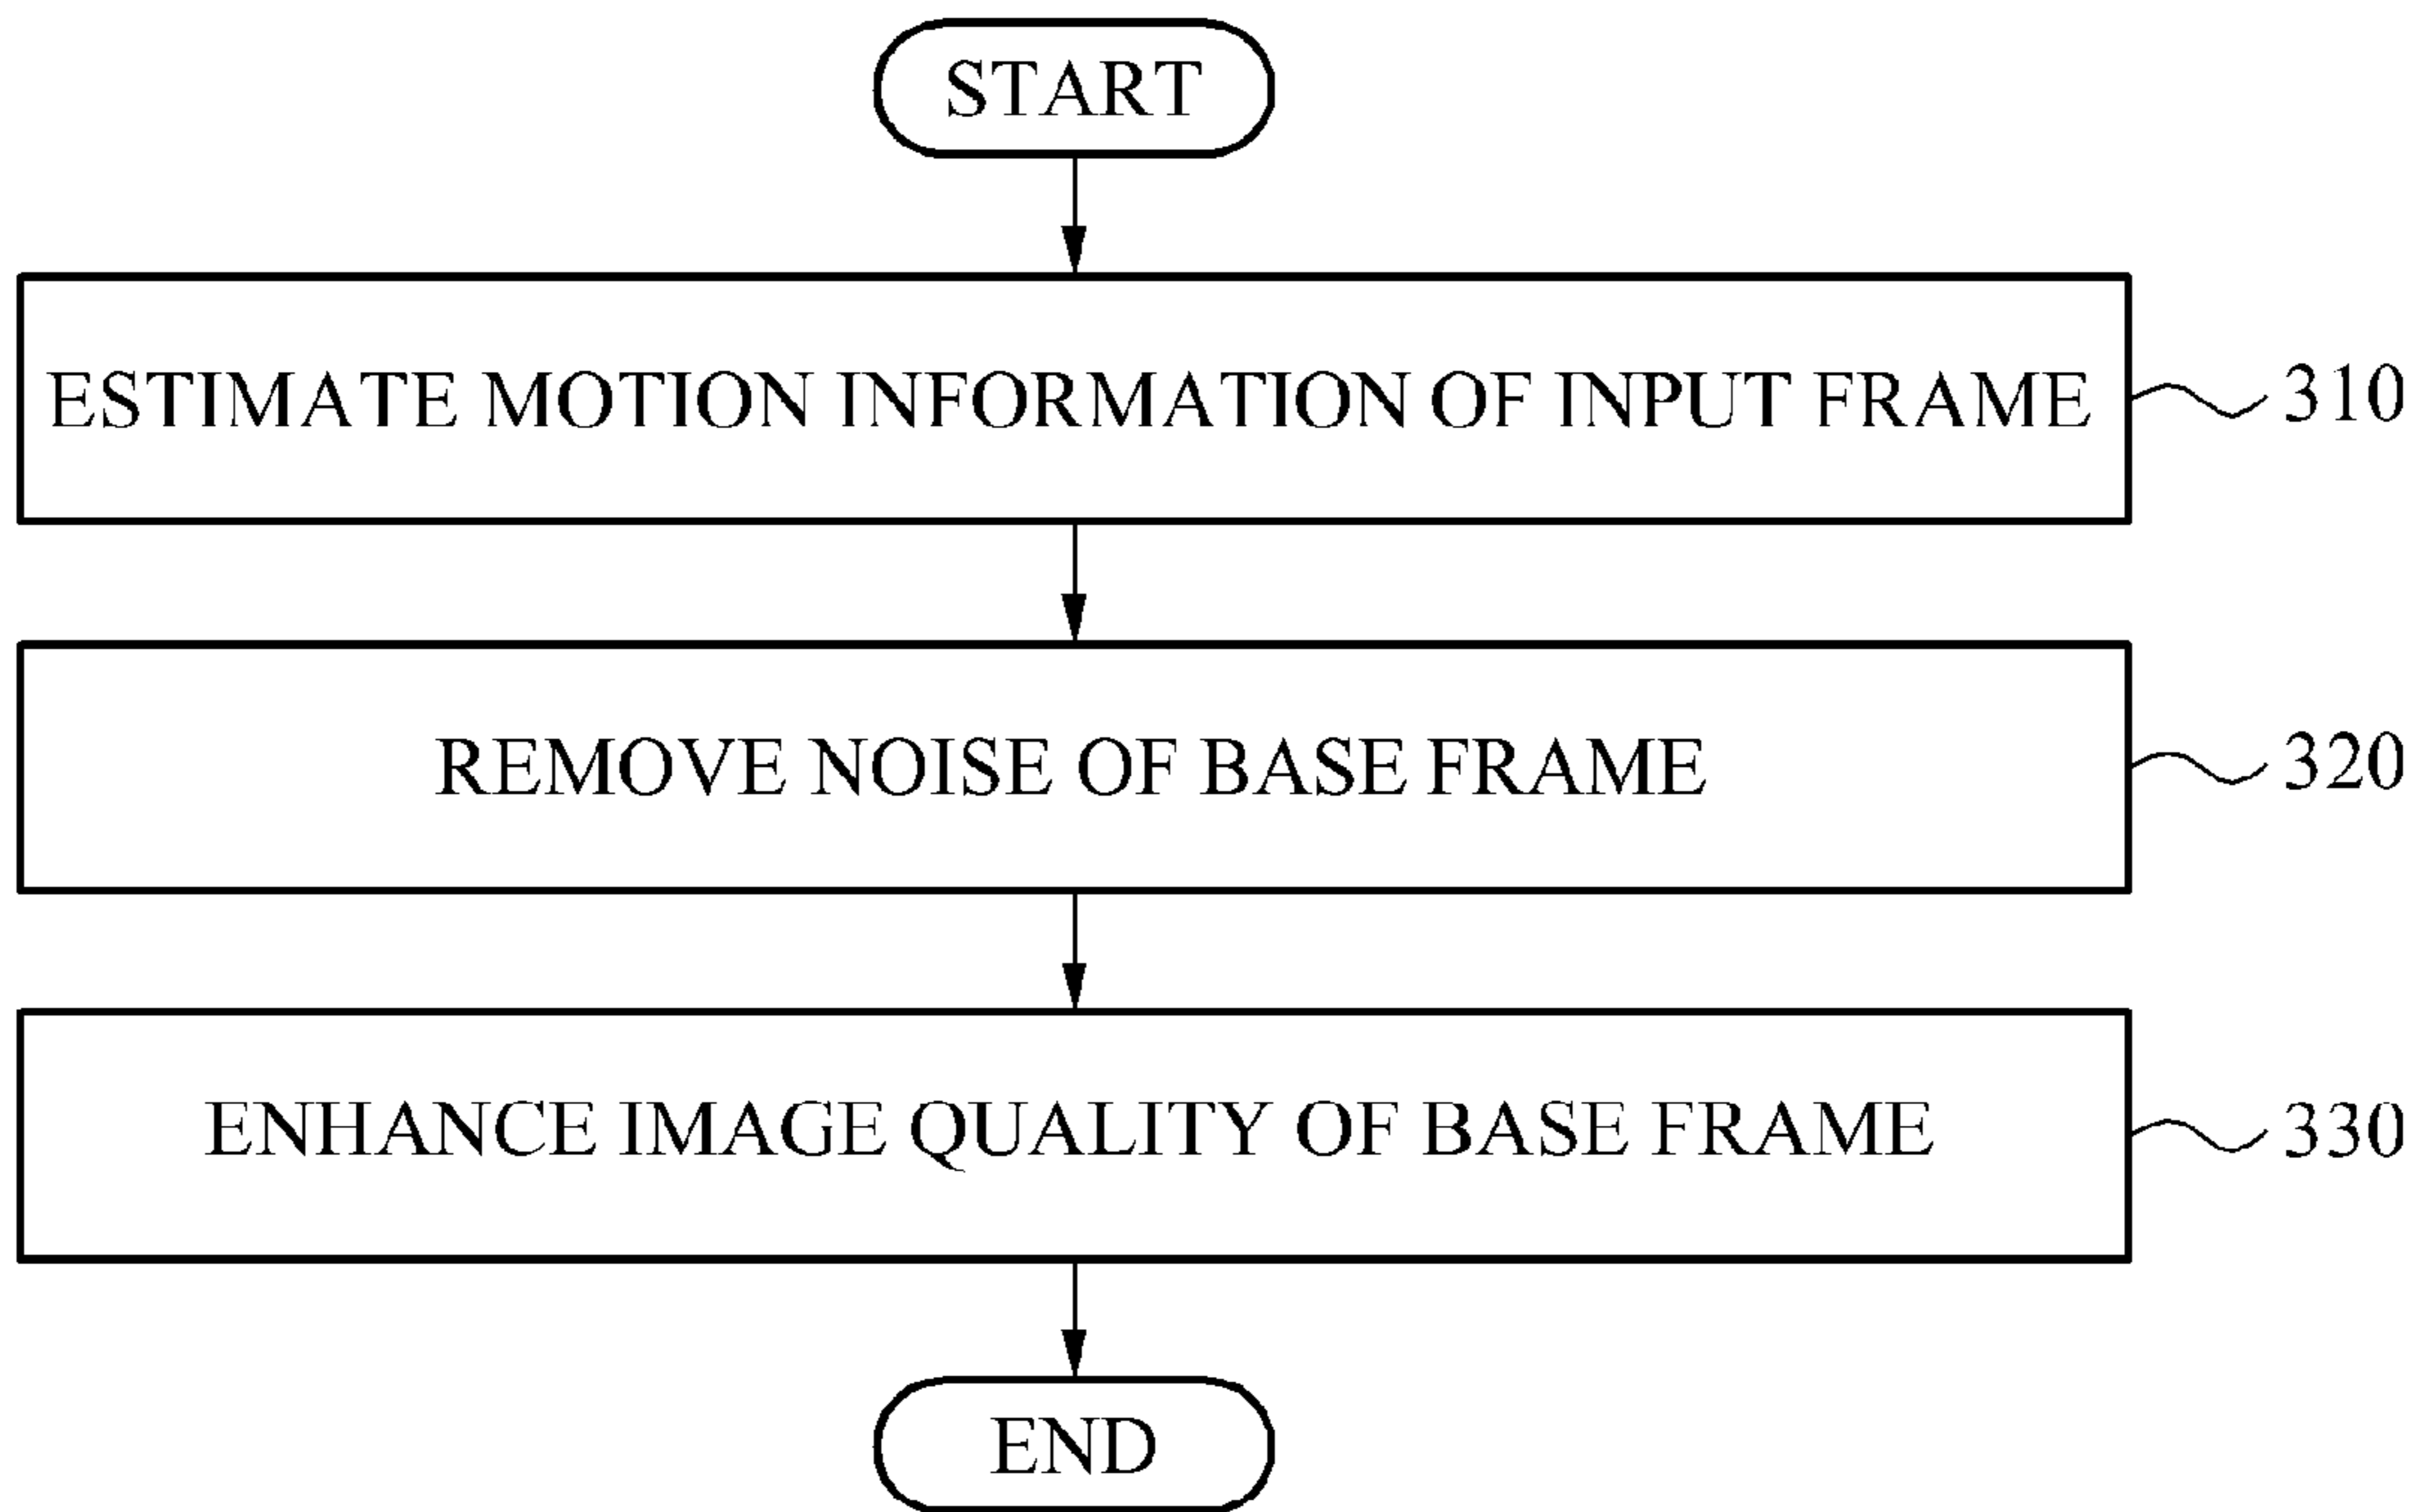 START
ESTIMATE MOTION INFORMATION OF INPUT FRAME 310
REMOVE NOISE OF BASE FRAME 320
ENHANCE IMAGE QUALITY OF BASE FRAME 330
END